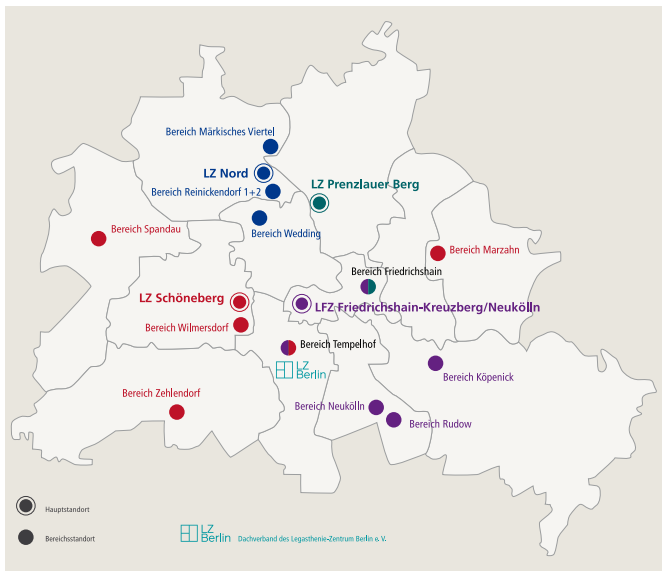 Bereich Märkisches Viertel
LZ Nord
LZ Prenzlauer Berg
Bereich Reinickendorf 1+2
Bereich Spandau
Bereich Wedding
Bereich Marzahn
Bereich Friedrichshain
LZ Schöneberg
LFZ Friedrichshain-Kreuzberg/Neukölln
Bereich Wilmersdorf
Bereich Tempelhof
LZ
Berlin
Bereich Köpenick
Bereich Zehlendorf
Bereich Neukölln
Bereich Rudow
Hauptstandort
Bereichsstandort
LZ
Berlin
Dachverband des Legasthenie-Zentrum Berlin e. V.